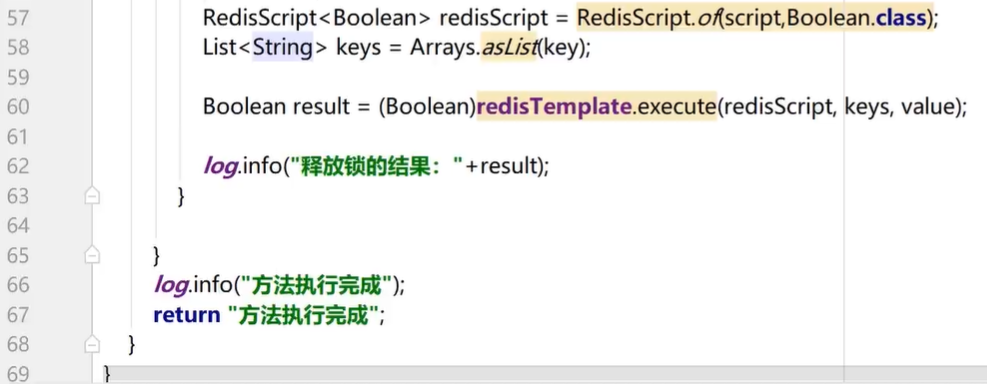 57 RedisScript<Boolean> redisScript = RedisScript.of(script,Boolean.class);
58 List<String> keys = Arrays.asList(key);
59
60 Boolean result = (Boolean)redisTemplate.execute(redisScript, keys, value);
61
62 log.info("释放锁的结果："+result);
63 }
64
65 }
66 log.info("方法执行完成");
67 return "方法执行完成";
68 }
69 }